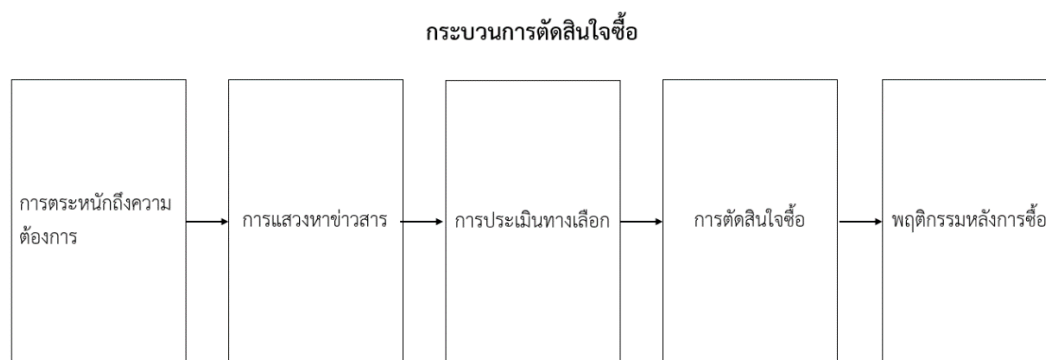 กระบวนการตัดสินใจซื้อ
การตระหนักถึงความ
ต้องการ
การแสวงหาข่าวสาร
การประเมินทางเลือก
การตัดสินใจซื้อ
พฤติกรรมหลังการซื้อ